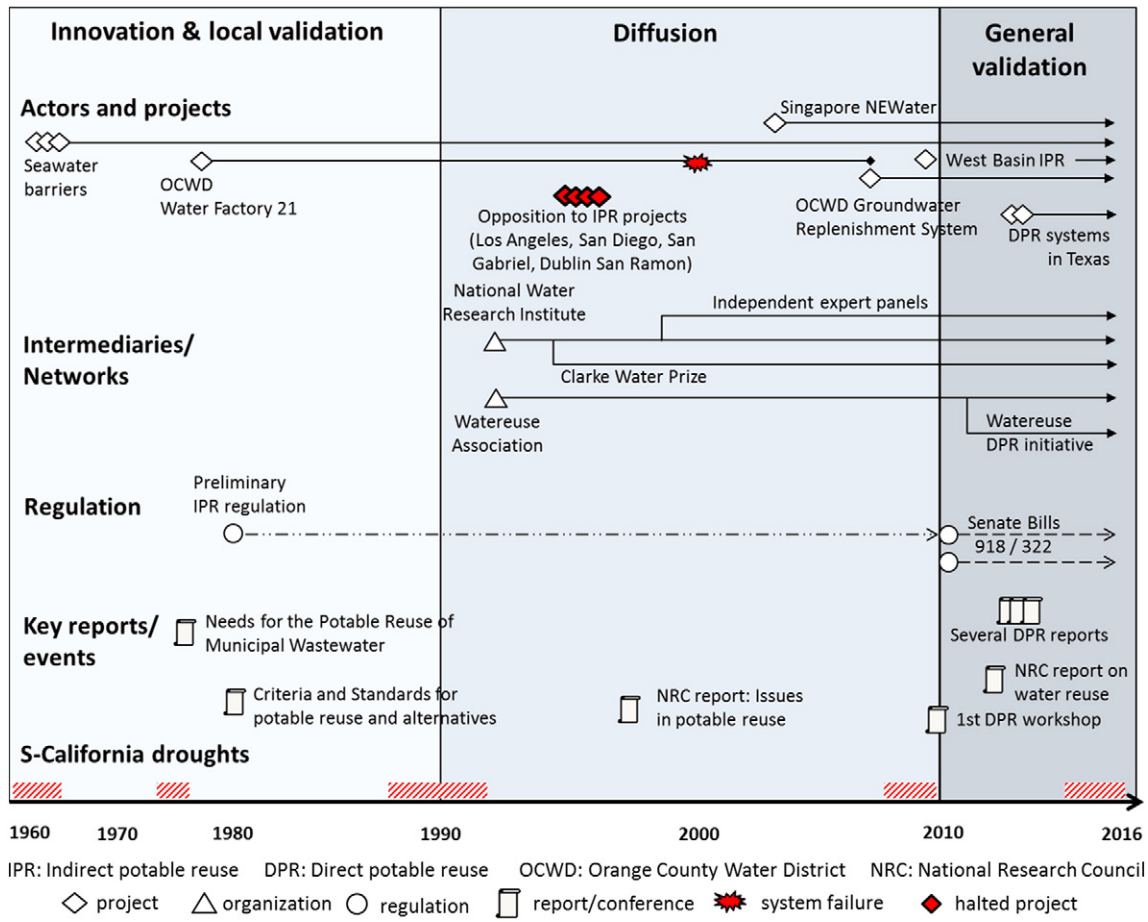 Innovation & local validation
Diffusion
General
validation
Actors and projects
Singapore NEWater
Seawater
barriers
OCWD
Water Factory 21
West Basin IPR
OCWD Groundwater
Replenishment System
Opposition to IPR projects
(Los Angeles, San Diego, San
Gabriel, Dublin San Ramon)
DPR systems
in Texas
National Water
Research Institute
Independent expert panels
Intermediaries/
Networks
Clarke Water Prize
Watereuse
Association
Watereuse
DPR initiative
Regulation
Preliminary
IPR regulation
Senate Bills
918 / 322
Key reports/
events
Needs for the Potable Reuse of
Municipal Wastewater
Several DPR reports
Criteria and Standards for
potable reuse and alternatives
NRC report: Issues
in potable reuse
NRC report on
water reuse
1st DPR workshop
S-California droughts
1960 1970 1980 1990 2000 2010 2016
IPR: Indirect potable reuse DPR: Direct potable reuse OCWD: Orange County Water District NRC: National Research Council
project organization regulation report/conference system failure halted project